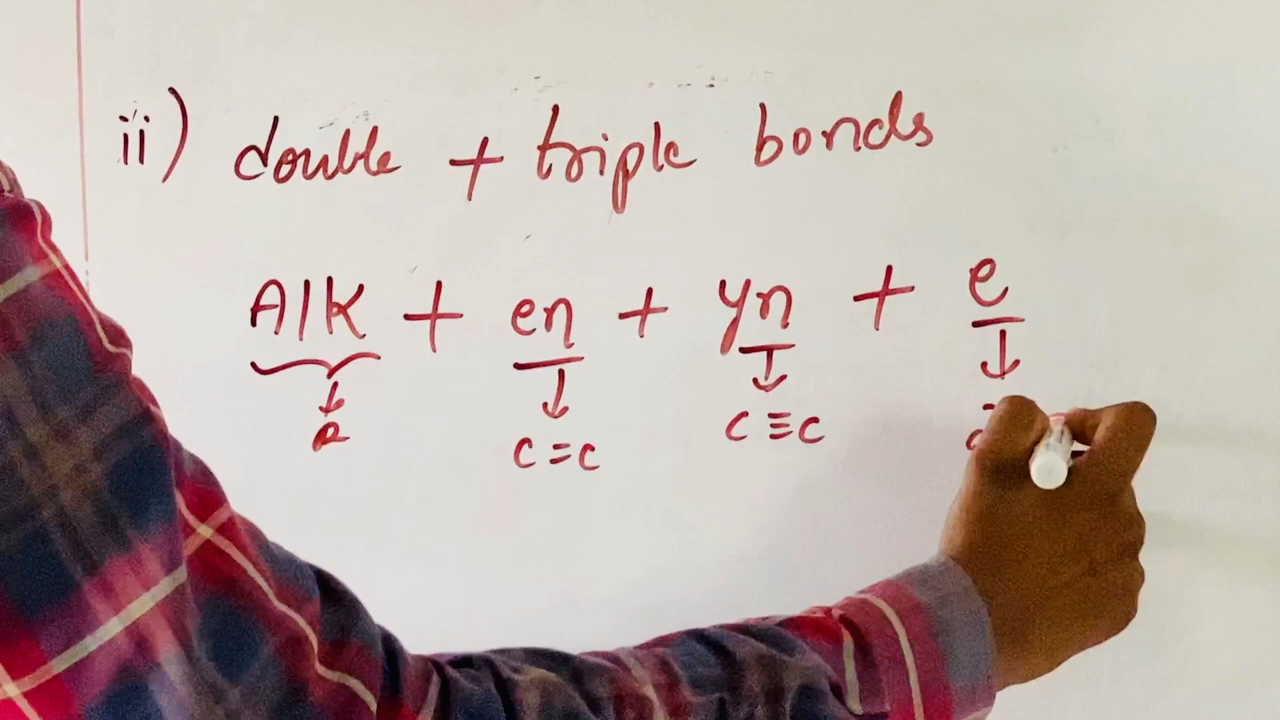 ii) double + triple bonds
Alk + en + yn + e
↓ ↓ ↓ ↓
R C=C C≡C